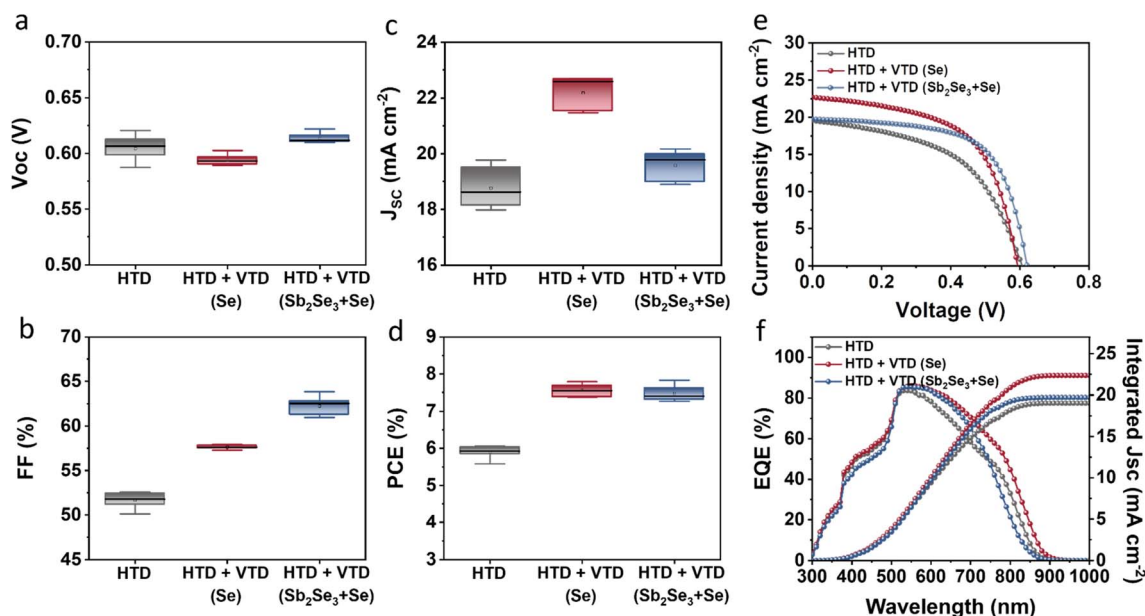 a
0.70
0.65
0.60
0.55
0.50
Voc (V)
HTD
HTD + VTD
(Se)
HTD + VTD
(Sb₂Se₃+Se)
c
24
22
20
18
16
J_SC (mA cm⁻²)
HTD
HTD + VTD
(Se)
HTD + VTD
(Sb₂Se₃+Se)
e
30
25
20
15
10
5
0
Current density (mA cm⁻²)
HTD
HTD + VTD (Se)
HTD + VTD (Sb₂Se₃+Se)
0.0
0.2
0.4
0.6
0.8
Voltage (V)
b
70
65
60
55
50
45
FF (%)
HTD
HTD + VTD
(Se)
HTD + VTD
(Sb₂Se₃+Se)
d
9
8
7
6
5
4
3
PCE (%)
HTD
HTD + VTD
(Se)
HTD + VTD
(Sb₂Se₃+Se)
f
100
80
60
40
20
0
EQE (%)
HTD
HTD + VTD (Se)
HTD + VTD (Sb₂Se₃+Se)
25
20
15
10
5
0
Integrated Jsc (mA cm⁻²)
300 400 500 600 700 800 900 1000
Wavelength (nm)